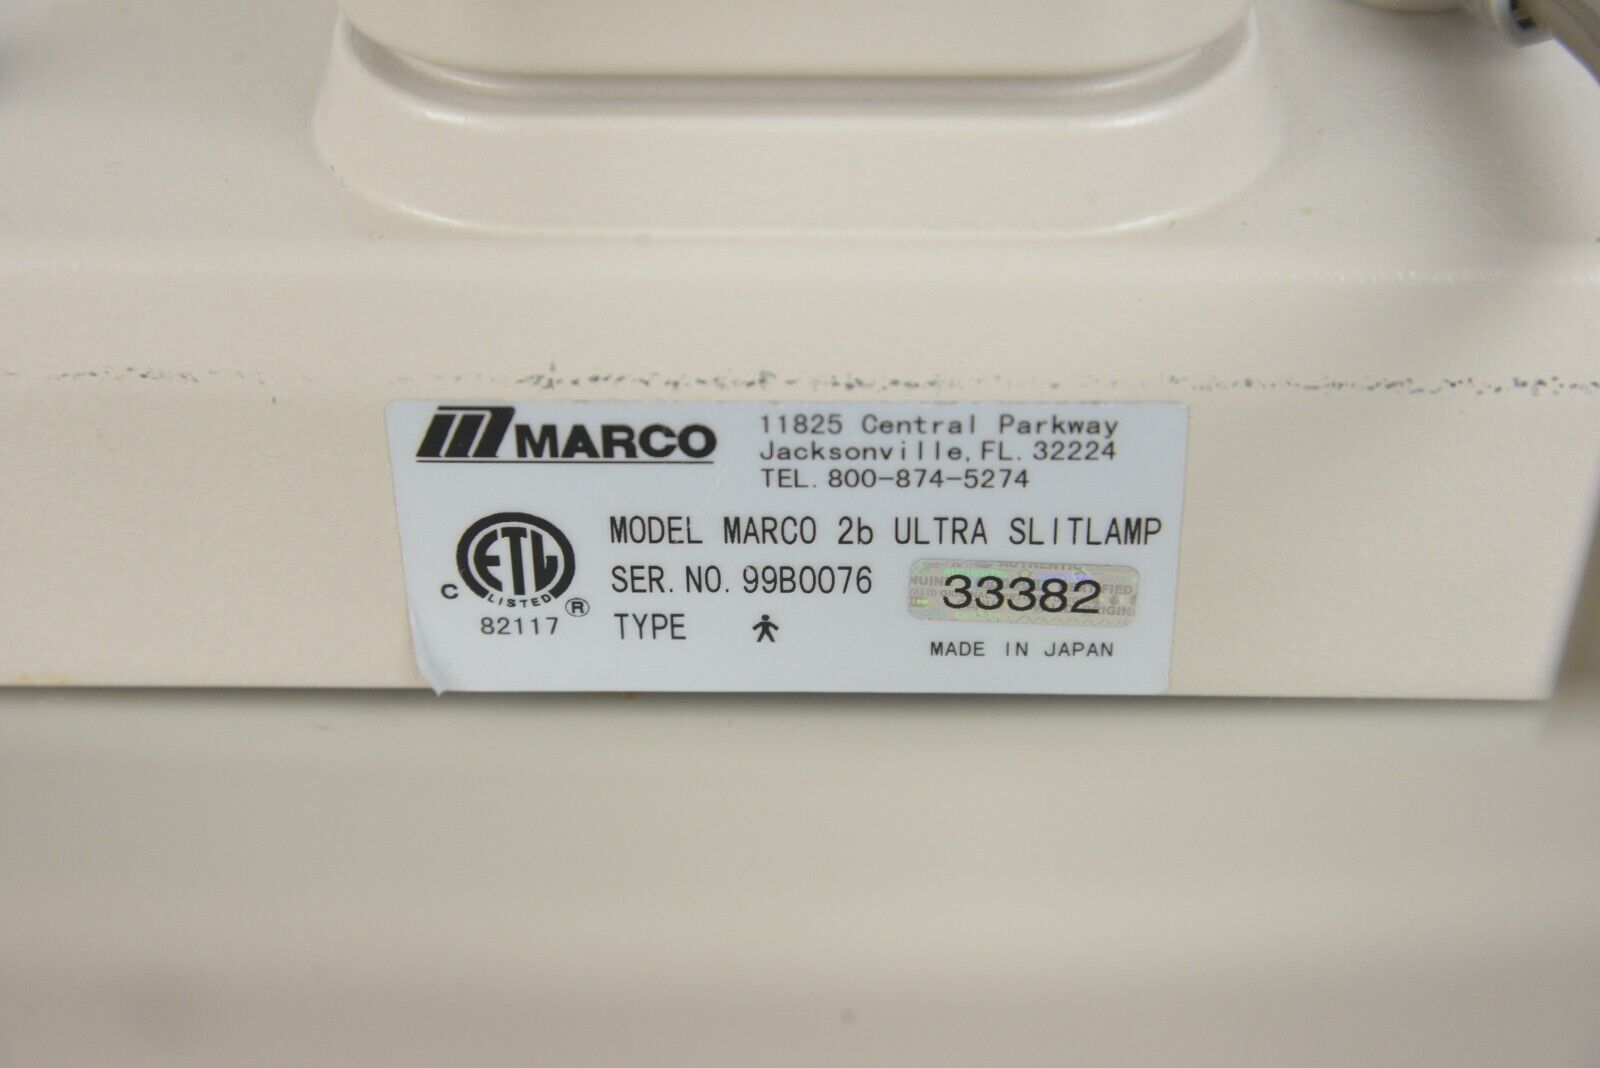 MARCO
11825 Central Parkway
Jacksonville, FL. 32224
TEL. 800-874-5274
MODEL MARCO 2b ULTRA SLITLAMP
SER. NO. 99B0076
33382
TYPE
C ETL LISTED ®
82117
MADE IN JAPAN